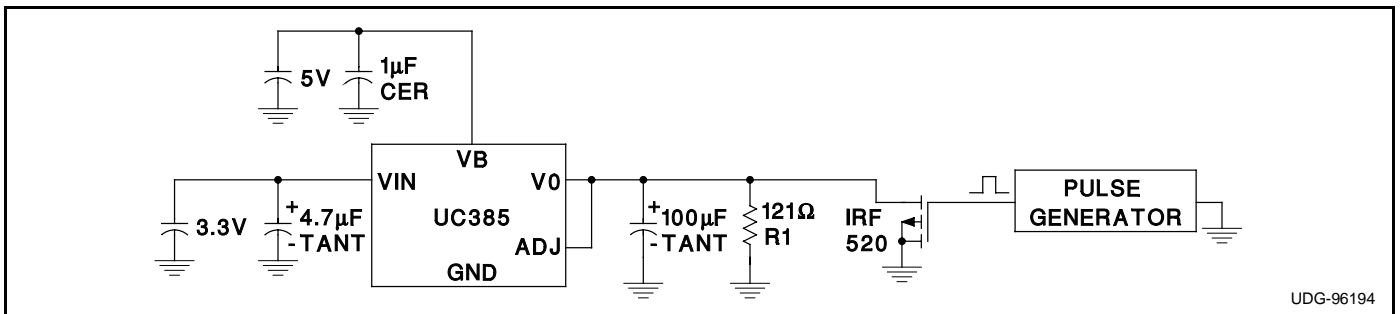 5V
1µF
CER
VB
VIN
V0
UC385
ADJ
GND
3.3V
+
4.7µF
-TANT
+
100µF
-TANT
121Ω
R1
IRF
520
PULSE
GENERATOR
UDG-96194